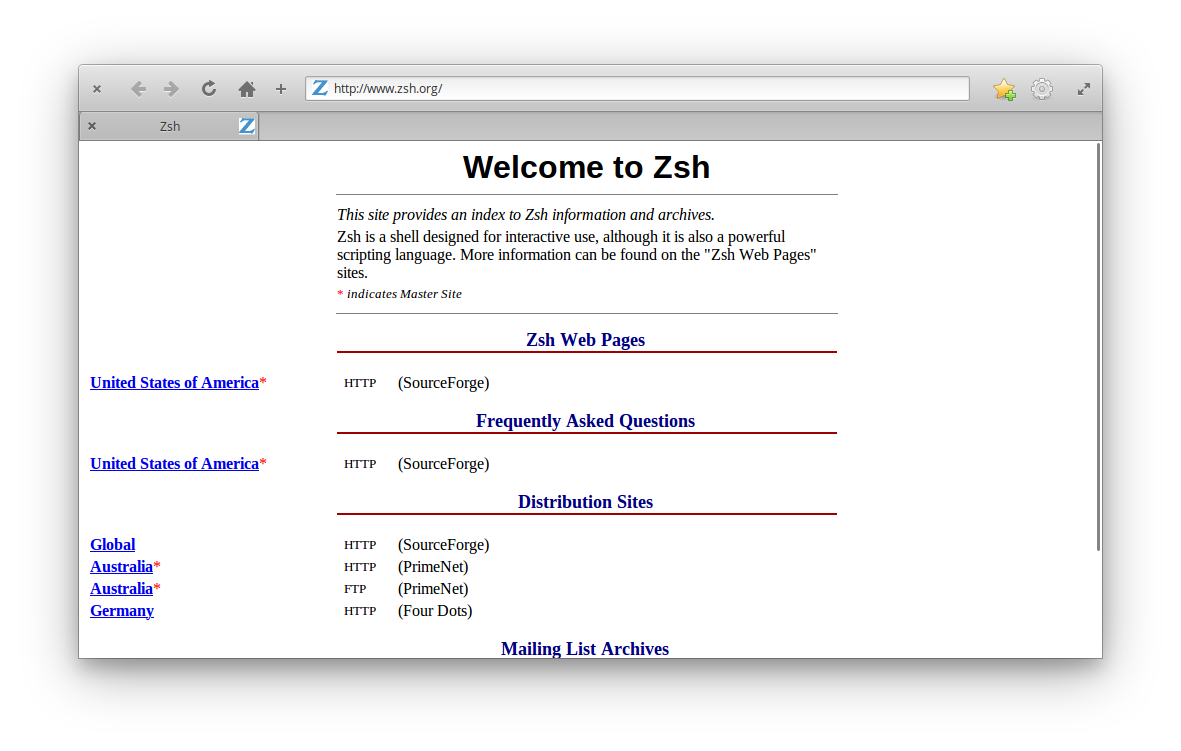 http://www.zsh.org/
Zsh
Welcome to Zsh
This site provides an index to Zsh information and archives.
Zsh is a shell designed for interactive use, although it is also a powerful
scripting language. More information can be found on the "Zsh Web Pages"
sites.
* indicates Master Site
Zsh Web Pages
United States of America* HTTP (SourceForge)
Frequently Asked Questions
United States of America* HTTP (SourceForge)
Distribution Sites
Global HTTP (SourceForge)
Australia* HTTP (PrimeNet)
Australia* FTP (PrimeNet)
Germany HTTP (Four Dots)
Mailing List Archives